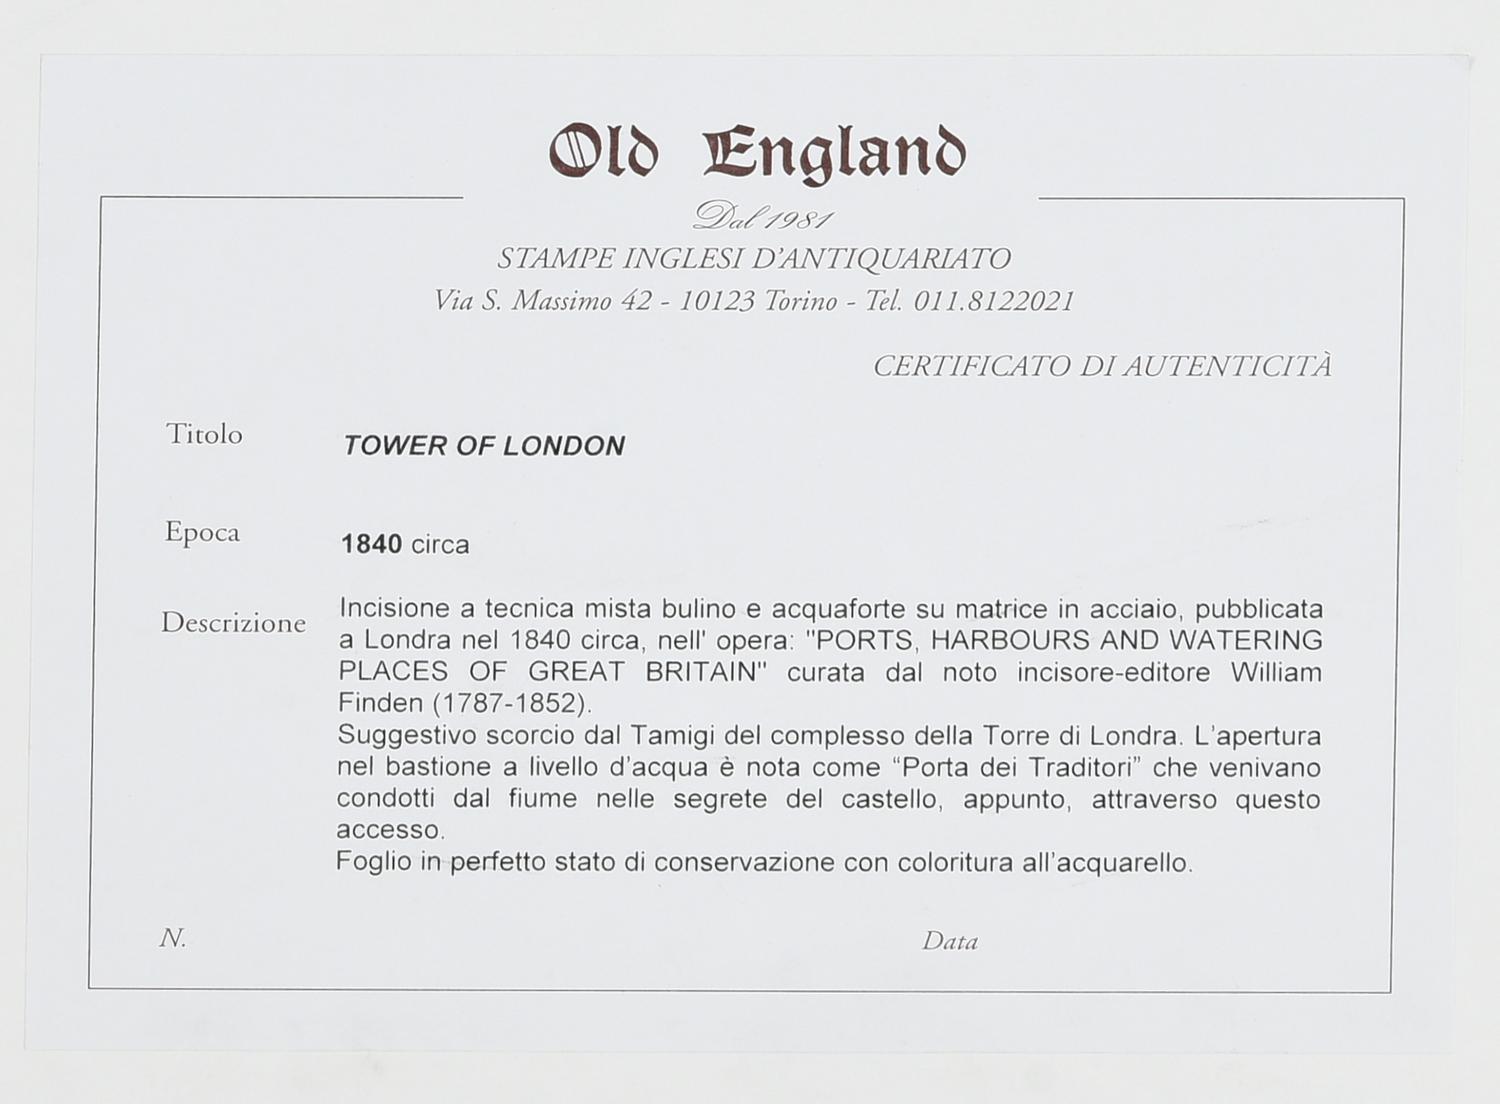 Old England
Dal 1981
STAMPE INGLESI D'ANTIQUARIATO
Via S. Massimo 42 - 10123 Torino - Tel. 011.8122021
CERTIFICATO DI AUTENTICITÀ
Titolo TOWER OF LONDON
Epoca 1840 circa
Descrizione Incisione a tecnica mista bulino e acquaforte su matrice in acciaio, pubblicata
a Londra nel 1840 circa, nell' opera: "PORTS, HARBOURS AND WATERING
PLACES OF GREAT BRITAIN" curata dal noto incisore-editore William
Finden (1787-1852).
Suggestivo scorcio dal Tamigi del complesso della Torre di Londra. L'apertura
nel bastione a livello d'acqua è nota come “Porta dei Traditori” che venivano
condotti dal fiume nelle segrete del castello, appunto, attraverso questo
accesso.
Foglio in perfetto stato di conservazione con coloritura all'acquarello.
N. Data